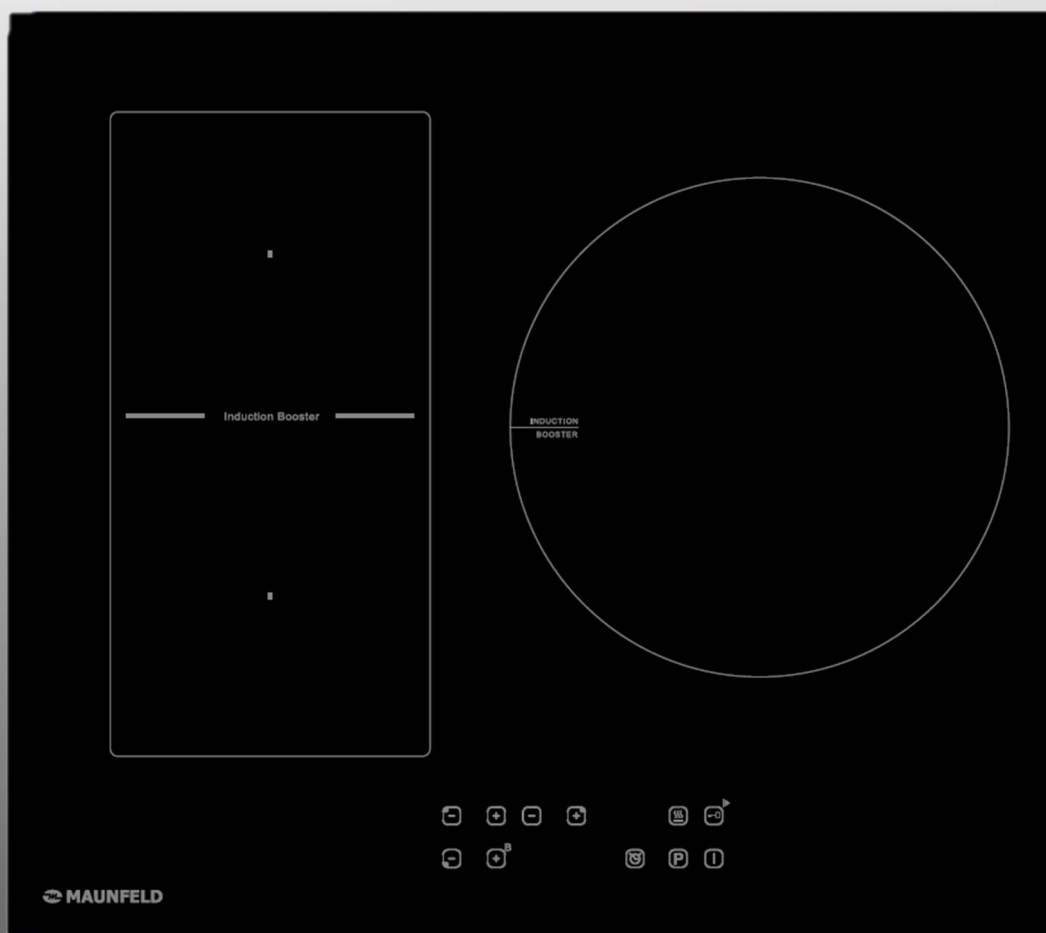 Induction Booster
INDUCTION
BOOSTER
B
P
MAUNFELD